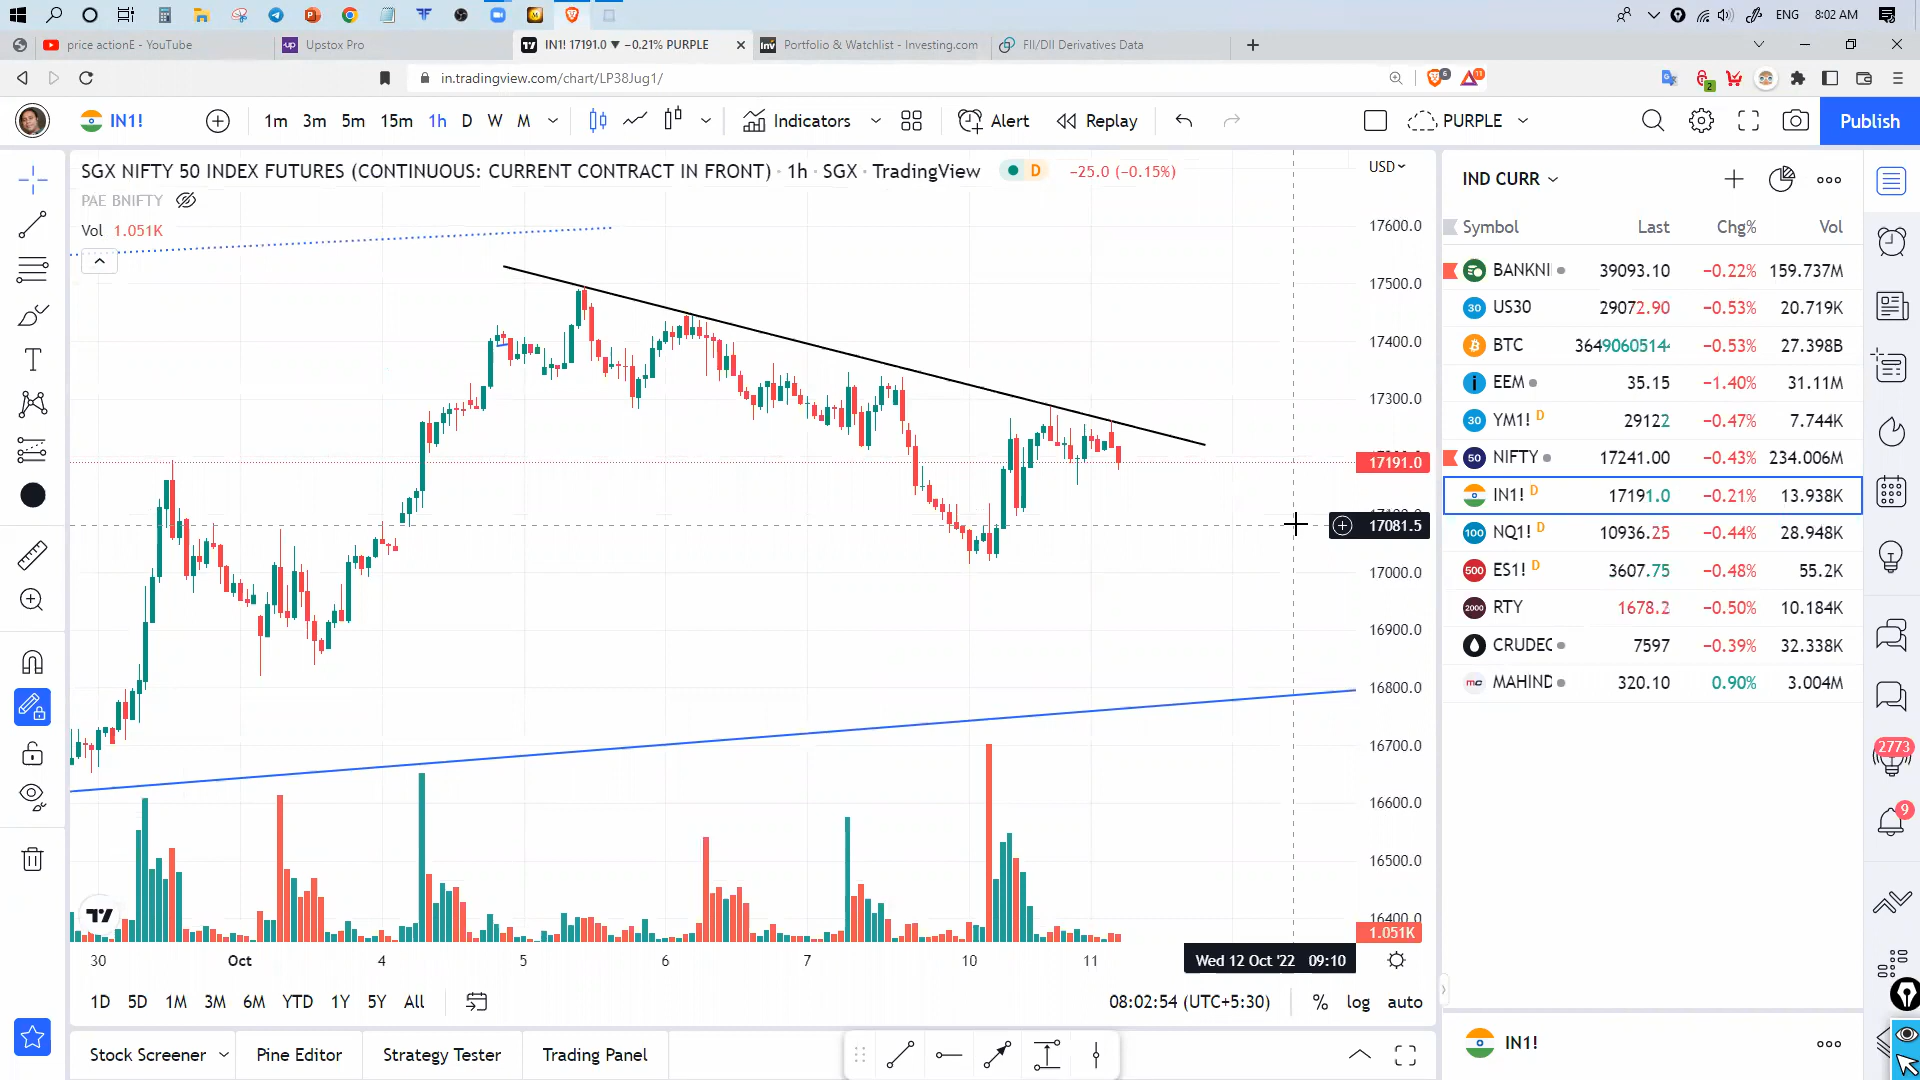 ENG 8:02 AM
price actionE - YouTube
Upstox Pro
IN1! 17191.0 ▼ −0.21% PURPLE
Portfolio & Watchlist - Investing.com
FII/DII Derivatives Data
in.tradingview.com/chart/LP38Jug1/
IN1!
1m 3m 5m 15m 1h D W M
Indicators
Alert
Replay
PURPLE
Publish
SGX NIFTY 50 INDEX FUTURES (CONTINUOUS: CURRENT CONTRACT IN FRONT) · 1h · SGX · TradingView
D
−25.0 (−0.15%)
PAE BNIFTY
Vol 1.051K
USD
17600.0
17500.0
17400.0
17300.0
17191.0
17081.5
17000.0
16900.0
16800.0
16700.0
16600.0
16500.0
16400.0
1.051K
30 Oct 4 5 6 7 10 11
Wed 12 Oct '22 09:10
1D 5D 1M 3M 6M YTD 1Y 5Y All
08:02:54 (UTC+5:30)
% log auto
Stock Screener
Pine Editor
Strategy Tester
Trading Panel
IND CURR
Symbol Last Chg% Vol
BANKNI 39093.10 −0.22% 159.737M
30 US30 29072.90 −0.53% 20.719K
BTC 3649060514 −0.53% 27.398B
EEM 35.15 −1.40% 31.11M
30 YM1! D 29122 −0.47% 7.744K
50 NIFTY 17241.00 −0.43% 234.006M
IN1! D 17191.0 −0.21% 13.938K
100 NQ1! D 10936.25 −0.44% 28.948K
500 ES1! D 3607.75 −0.48% 55.2K
2000 RTY 1678.2 −0.50% 10.184K
CRUDEC 7597 −0.39% 32.338K
mc MAHIND 320.10 0.90% 3.004M
2773
9
IN1!